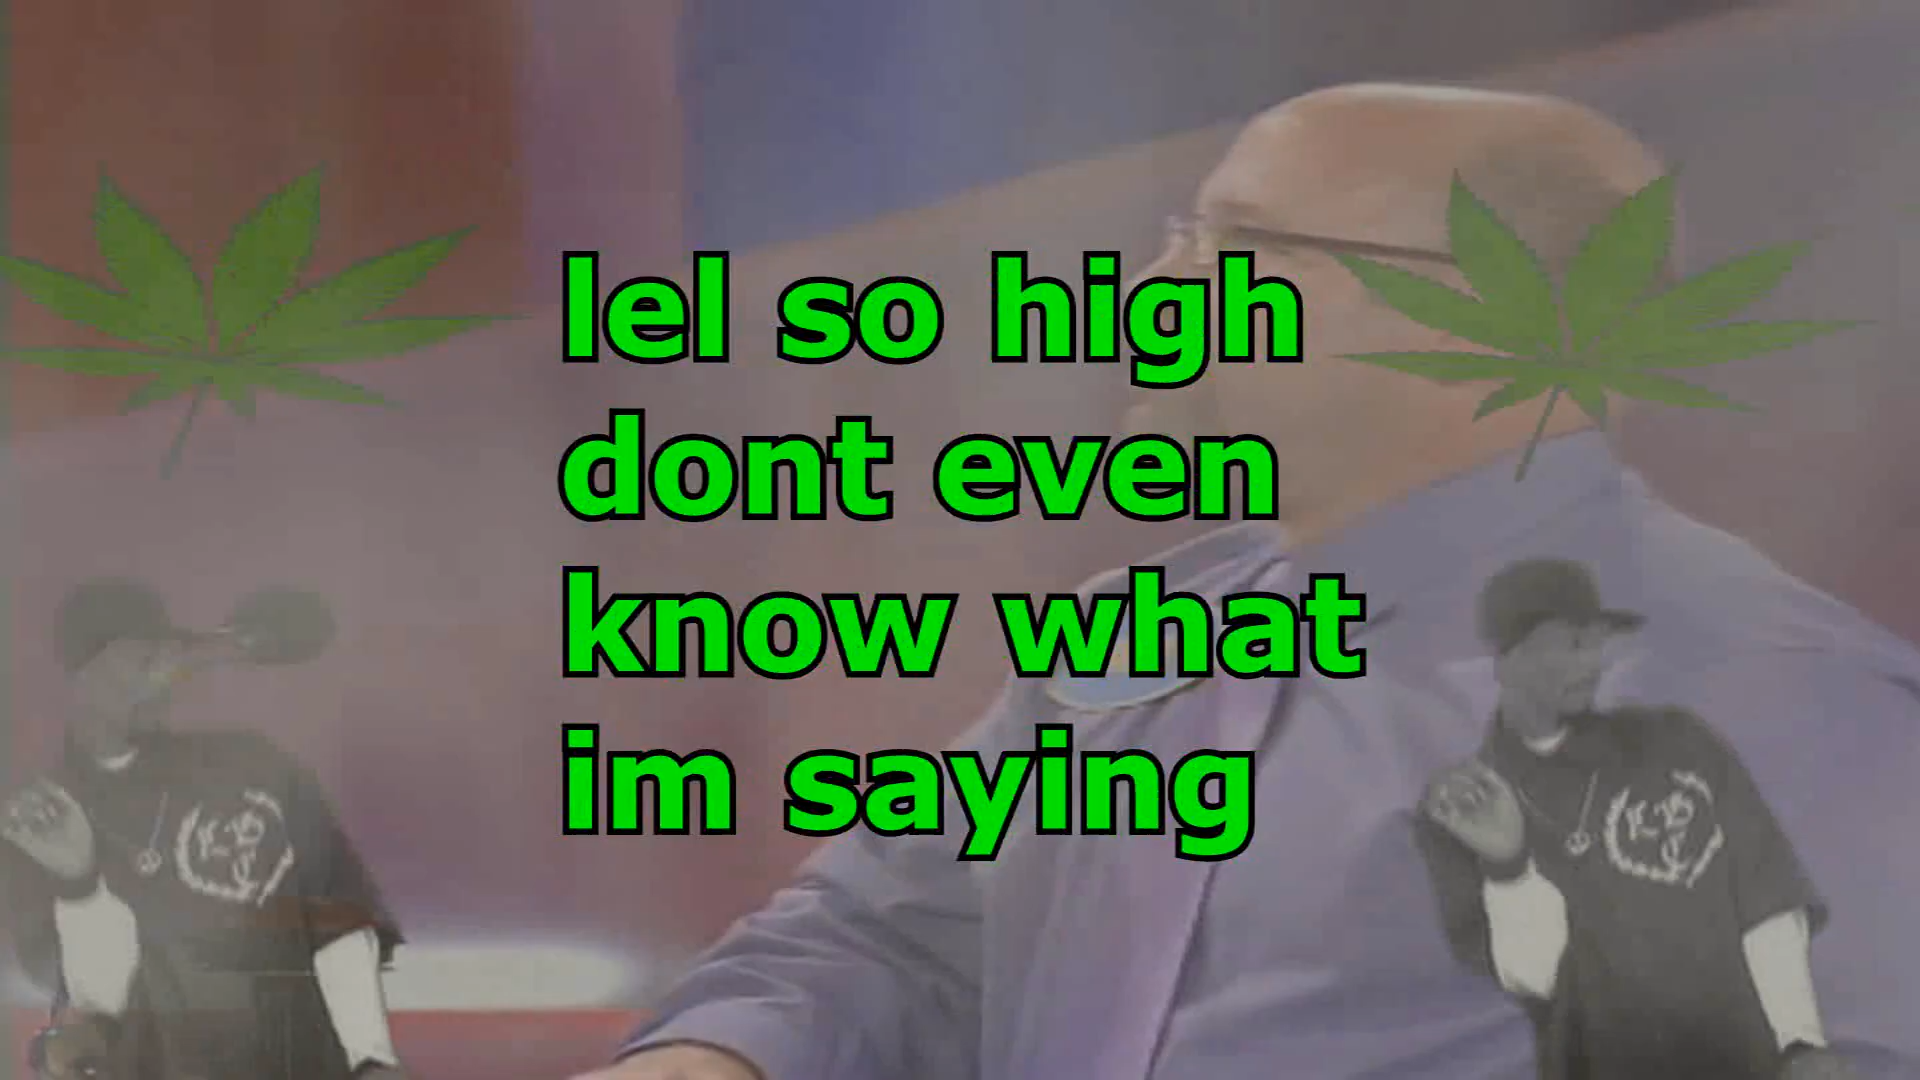 lel so high
dont even
know what
im saying